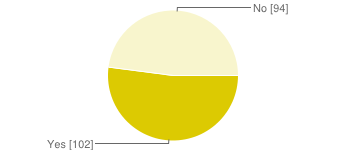 No [94]
Yes [102]